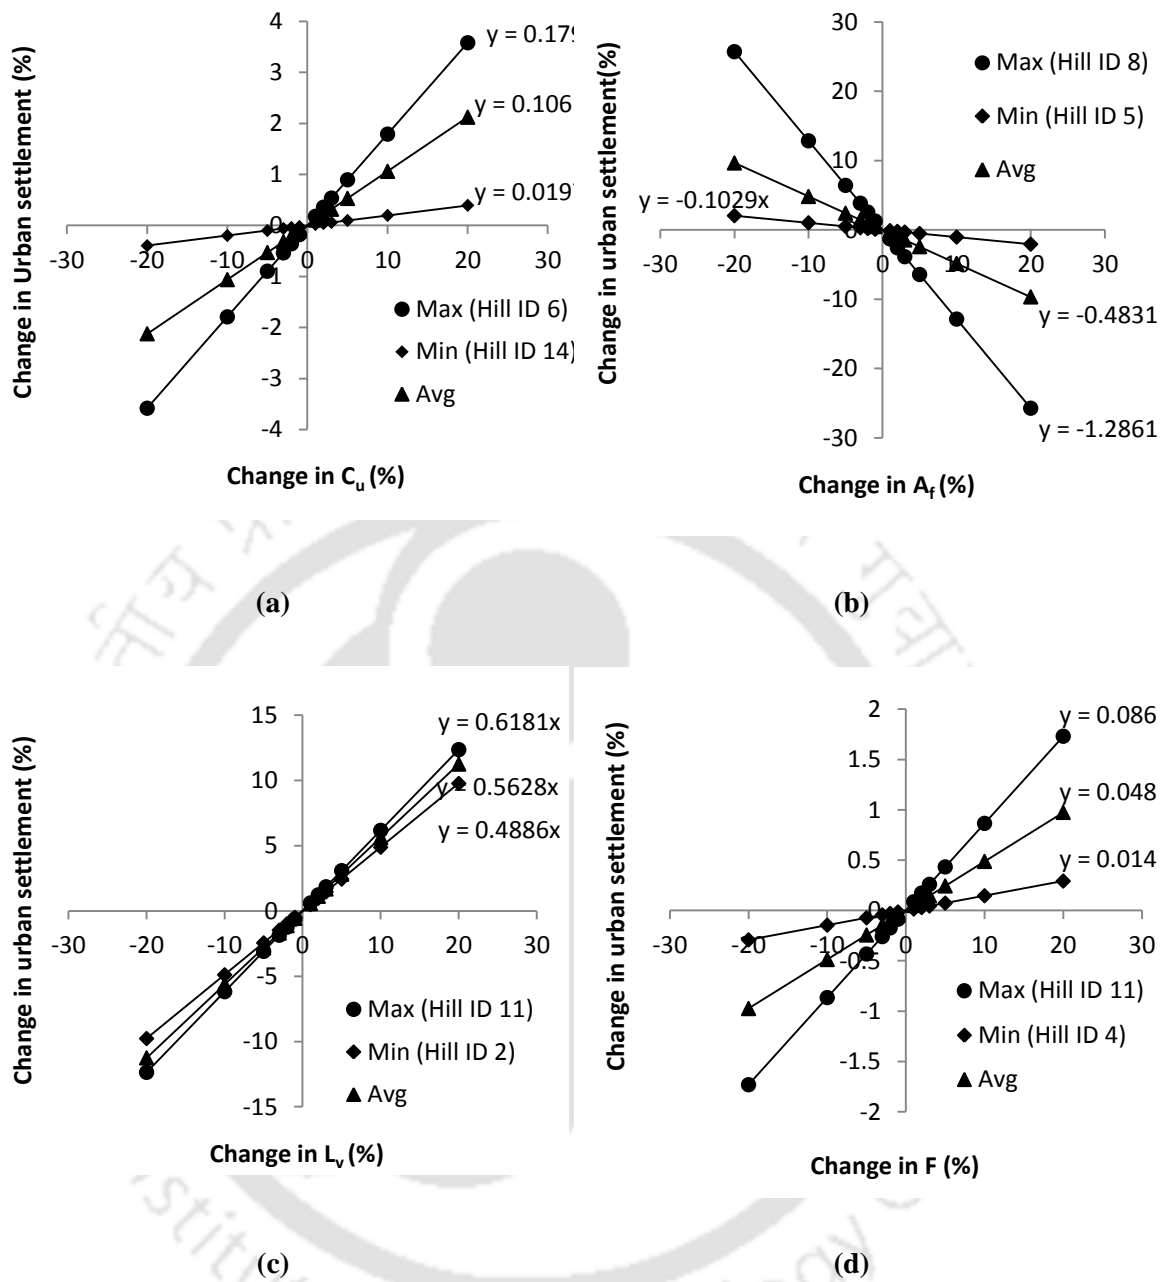 Change in Urban settlement (%)
4
3
2
1
0
-1
-2
-3
-4
-30
-20
-10
0
10
20
30
y = 0.179
y = 0.106
y = 0.019
Max (Hill ID 6)
Min (Hill ID 14)
Avg
Change in Cu (%)
(a)
Change in urban settlement(%)
30
20
10
0
-10
-20
-30
-30
-20
-10
0
10
20
30
Max (Hill ID 8)
Min (Hill ID 5)
Avg
y = -0.1029x
y = -0.4831
y = -1.2861
Change in Af (%)
(b)
Change in urban settlement (%)
15
10
5
0
-5
-10
-15
-30
-20
-10
0
10
20
30
y = 0.6181x
y = 0.5628x
y = 0.4886x
Max (Hill ID 11)
Min (Hill ID 2)
Avg
Change in Lv (%)
(c)
Change in urban settlement (%)
2
1.5
1
0.5
0
-0.5
-1
-1.5
-2
-30
-20
-10
0
10
20
30
y = 0.086
y = 0.048
y = 0.014
Max (Hill ID 11)
Min (Hill ID 4)
Avg
Change in F (%)
(d)